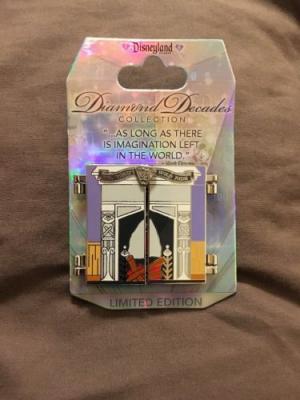 Disneyland
Diamond Decades
COLLECTION
"...AS LONG AS THERE
IS IMAGINATION LEFT
IN THE WORLD."
LIMITED EDITION